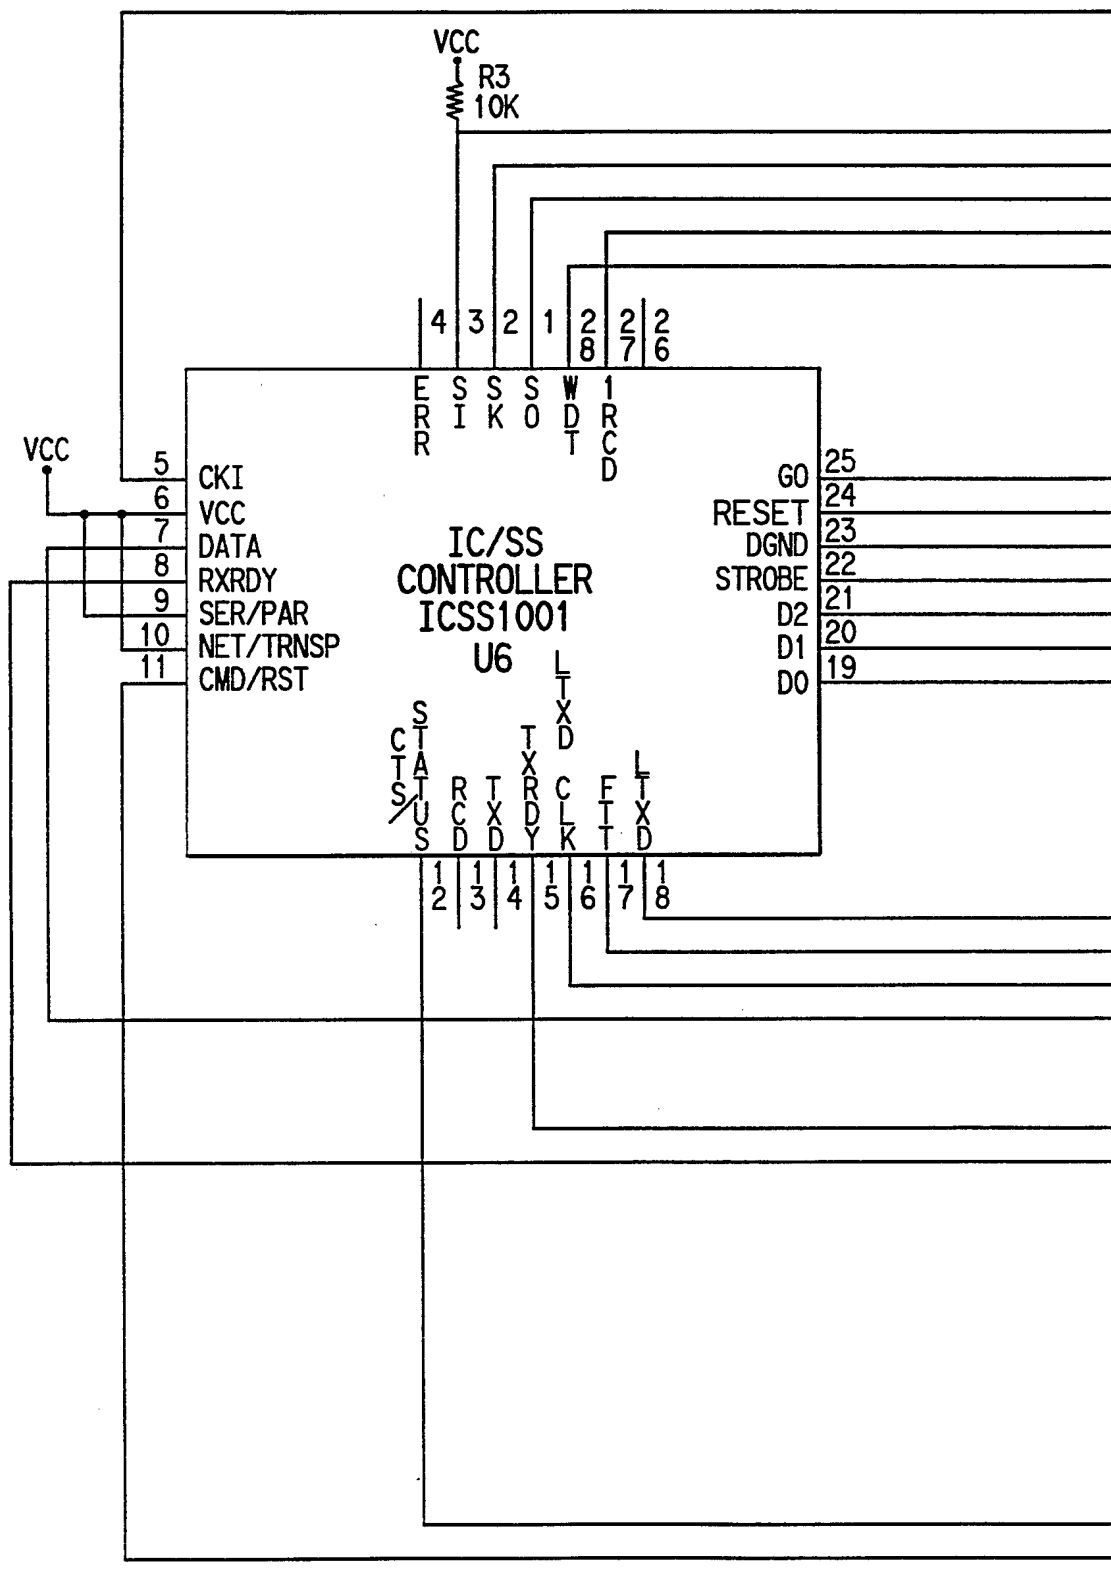 VCC
R3
10K
4 3 2 1 28 27 26
ERR SI SK SO WDT 1RCD
VCC
5 CKI
6 VCC
7 DATA
8 RXRDY
9 SER/PAR
10 NET/TRNSP
11 CMD/RST
IC/SS
CONTROLLER
ICSS1001
U6
GO 25
RESET 24
DGND 23
STROBE 22
D2 21
D1 20
D0 19
CTS/STATUS RCD TXD TXRDY LTXD CLK FTT LTXD
12 13 14 15 16 17 18